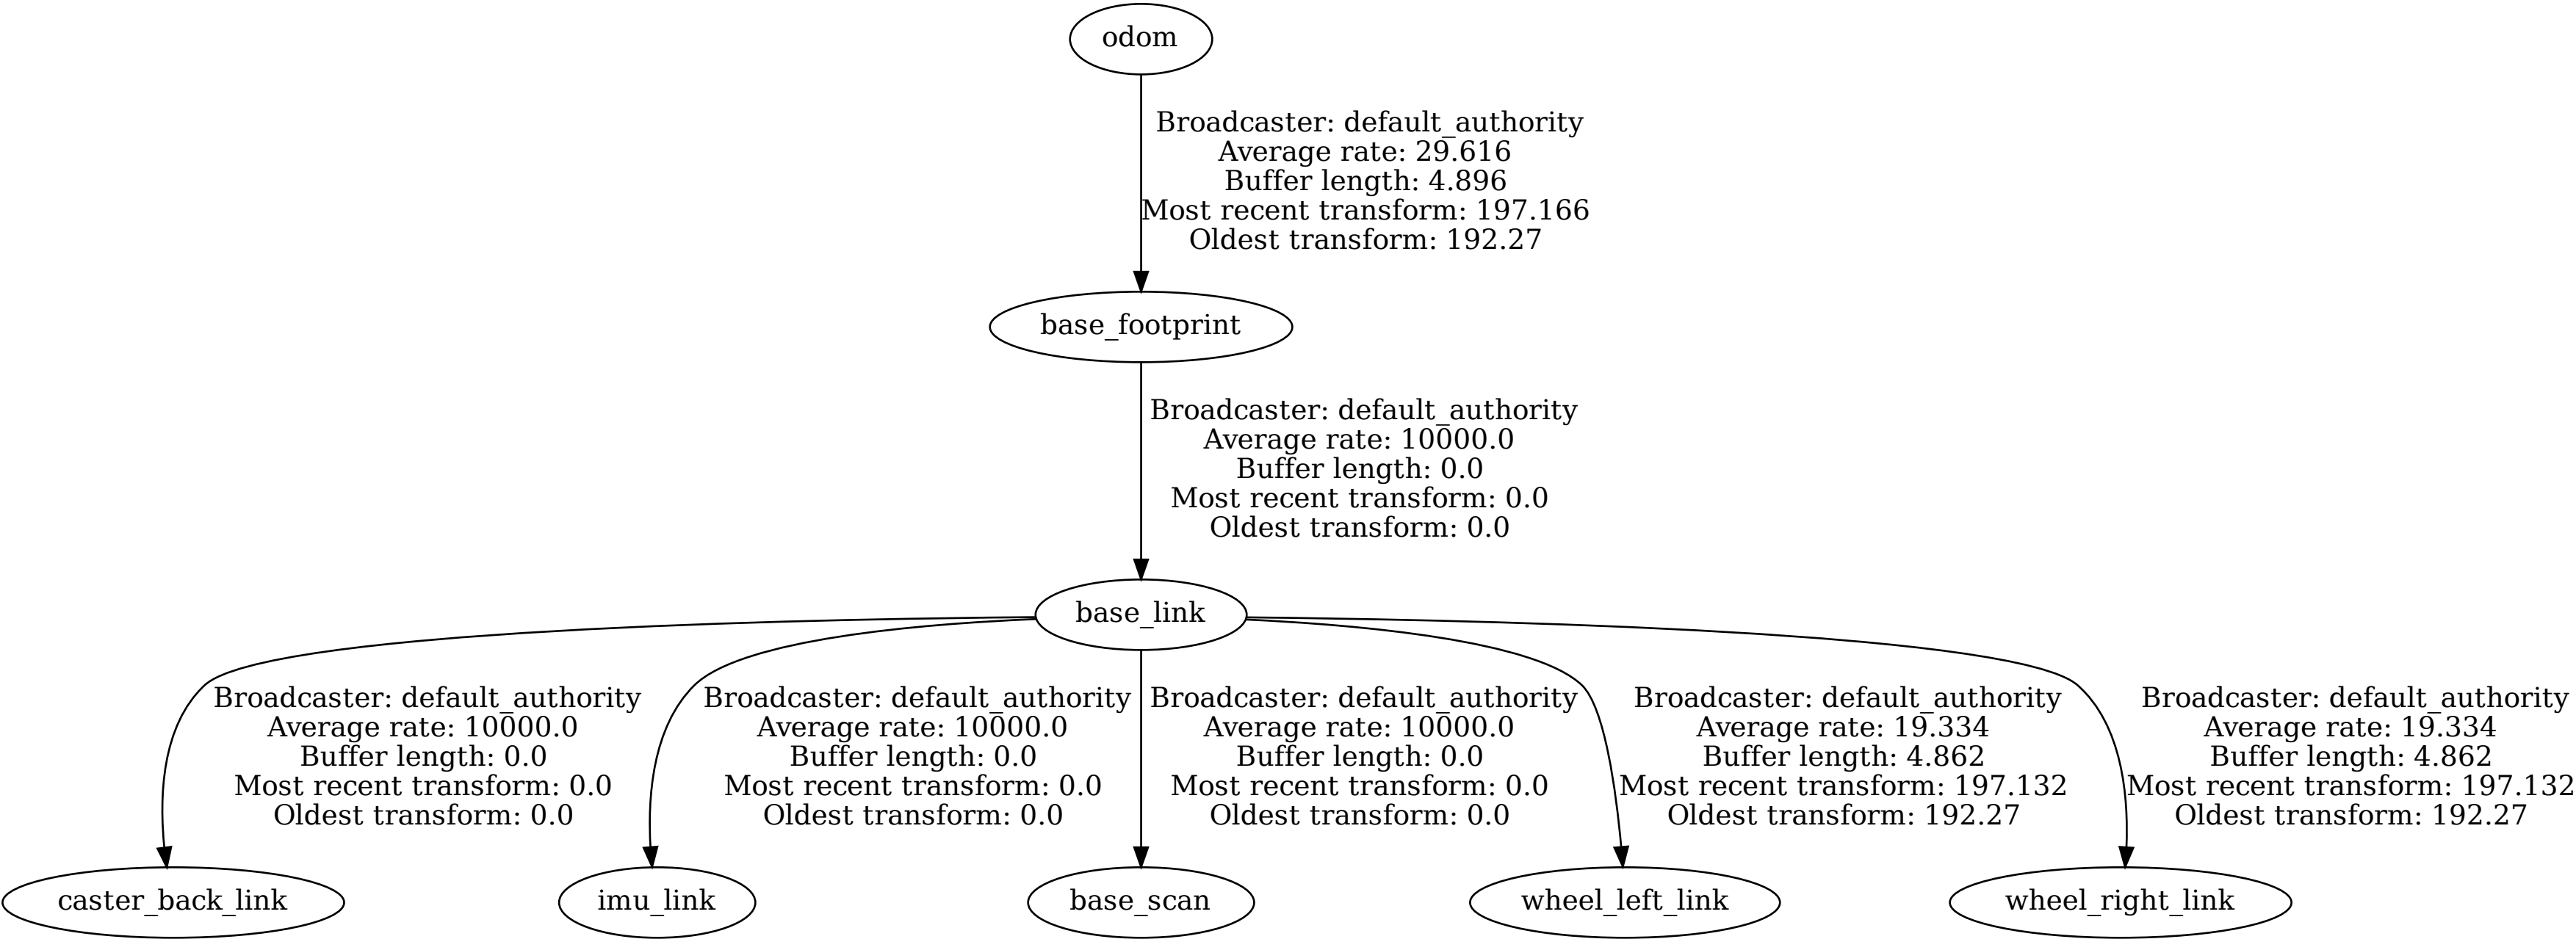 odom
Broadcaster: default_authority
Average rate: 29.616
Buffer length: 4.896
Most recent transform: 197.166
Oldest transform: 192.27
base_footprint
Broadcaster: default_authority
Average rate: 10000.0
Buffer length: 0.0
Most recent transform: 0.0
Oldest transform: 0.0
base_link
Broadcaster: default_authority
Average rate: 10000.0
Buffer length: 0.0
Most recent transform: 0.0
Oldest transform: 0.0
Broadcaster: default_authority
Average rate: 10000.0
Buffer length: 0.0
Most recent transform: 0.0
Oldest transform: 0.0
Broadcaster: default_authority
Average rate: 10000.0
Buffer length: 0.0
Most recent transform: 0.0
Oldest transform: 0.0
Broadcaster: default_authority
Average rate: 19.334
Buffer length: 4.862
Most recent transform: 197.132
Oldest transform: 192.27
Broadcaster: default_authority
Average rate: 19.334
Buffer length: 4.862
Most recent transform: 197.132
Oldest transform: 192.27
caster_back_link
imu_link
base_scan
wheel_left_link
wheel_right_link